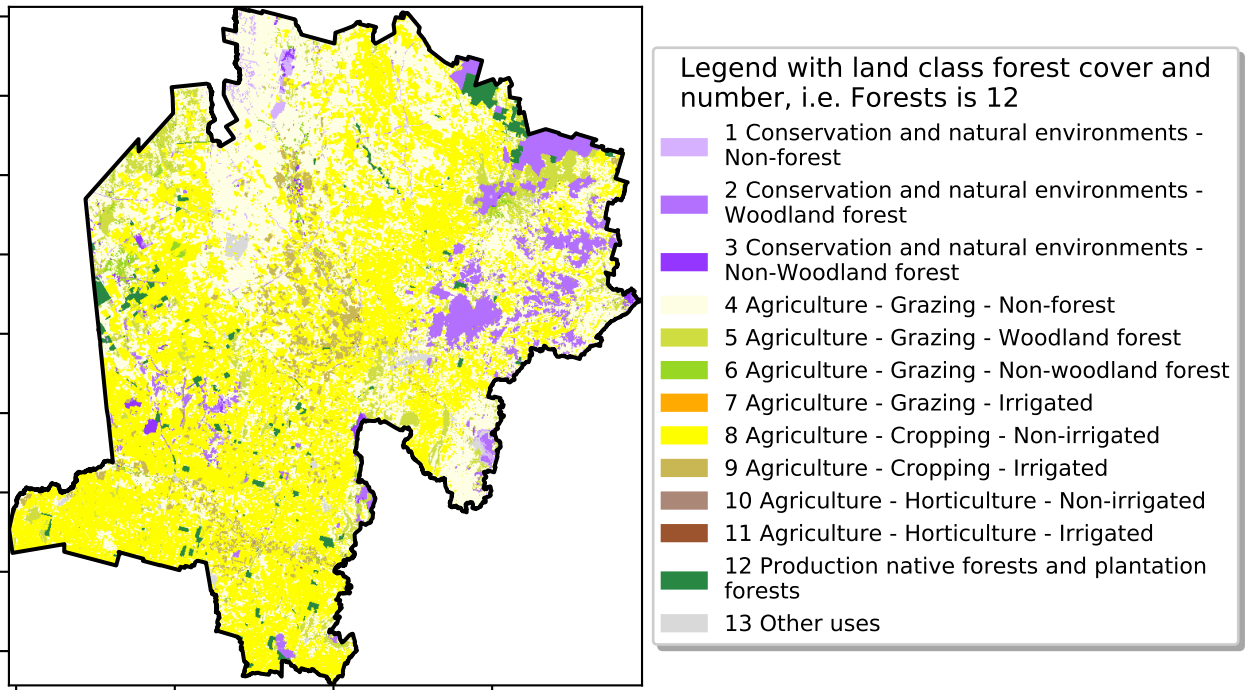 Legend with land class forest cover and
number, i.e. Forests is 12
1 Conservation and natural environments -
Non-forest
2 Conservation and natural environments -
Woodland forest
3 Conservation and natural environments -
Non-Woodland forest
4 Agriculture - Grazing - Non-forest
5 Agriculture - Grazing - Woodland forest
6 Agriculture - Grazing - Non-woodland forest
7 Agriculture - Grazing - Irrigated
8 Agriculture - Cropping - Non-irrigated
9 Agriculture - Cropping - Irrigated
10 Agriculture - Horticulture - Non-irrigated
11 Agriculture - Horticulture - Irrigated
12 Production native forests and plantation
forests
13 Other uses